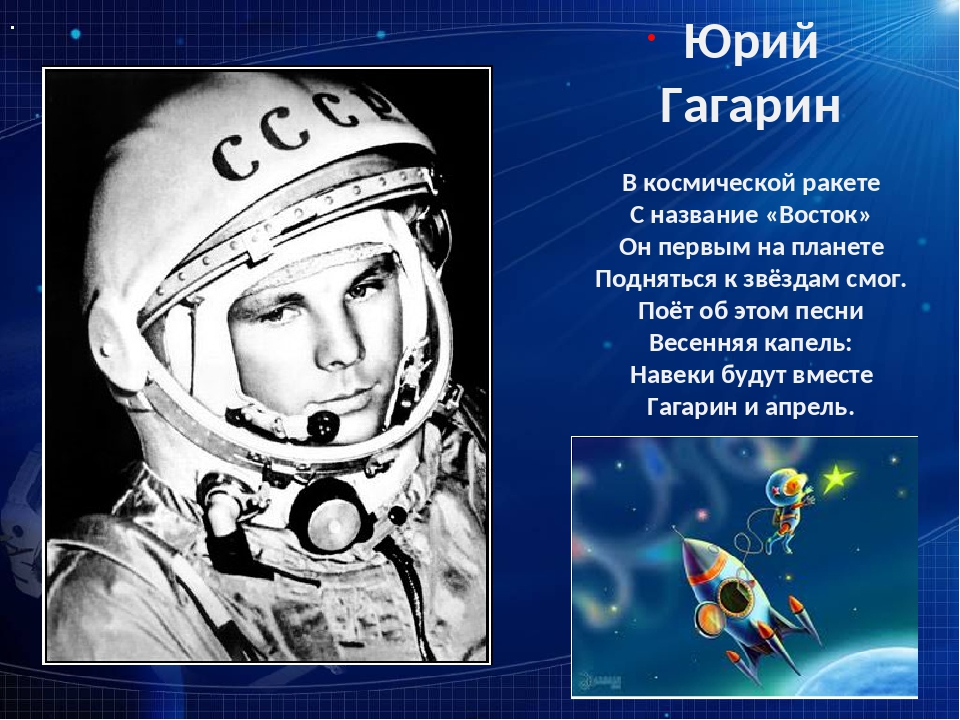 Юрий
Гагарин
В космической ракете
С название «Восток»
Он первым на планете
Подняться к звёздам смог.
Поёт об этом песни
Весенняя капель:
Навеки будут вместе
Гагарин и апрель.
СССР